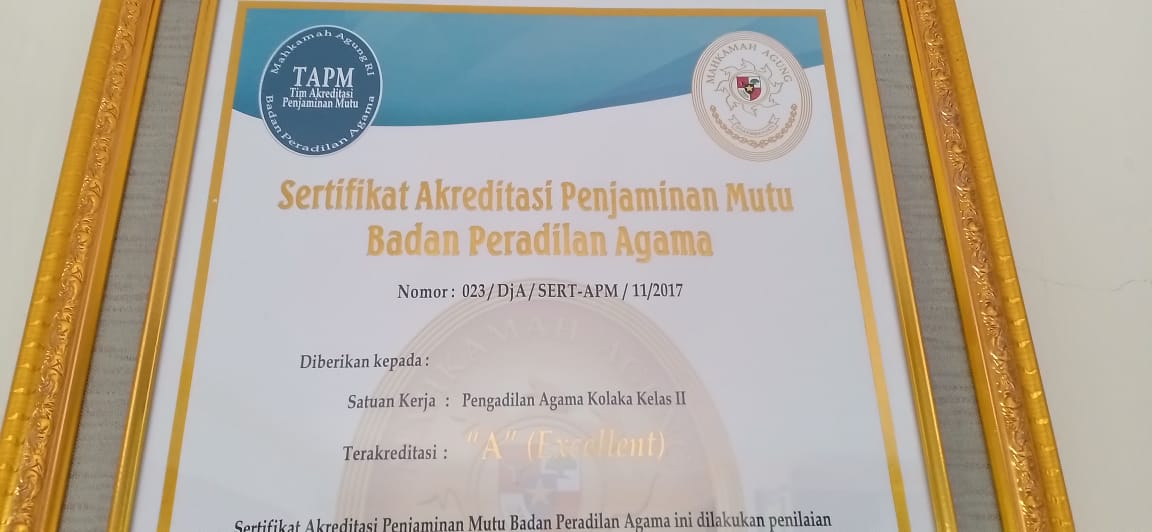 Mahkamah Agung RI
TAPM
Tim Akreditasi
Penjaminan Mutu
Badan Peradilan Agama
MAHKAMAH AGUNG
Sertifikat Akreditasi Penjaminan Mutu
Badan Peradilan Agama
Nomor : 023 / DjA / SERT-APM / 11/2017
Diberikan kepada :
Satuan Kerja : Pengadilan Agama Kolaka Kelas II
Terakreditasi : "A" (Excellent)
Sertifikat Akreditasi Penjaminan Mutu Badan Peradilan Agama ini dilakukan penilaian